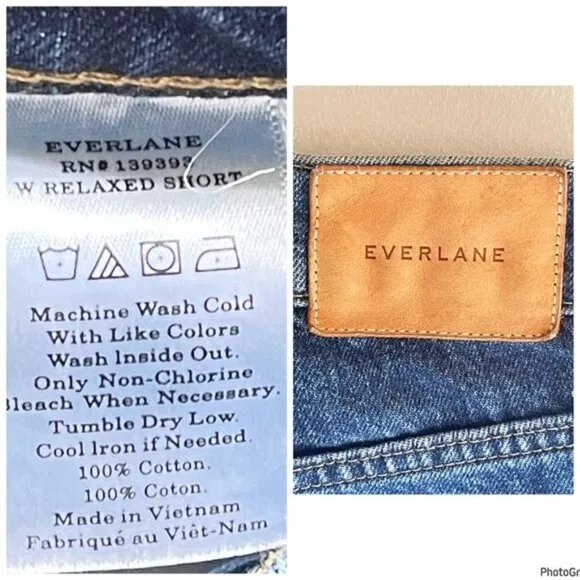 EVERLANE
RN# 139393
W RELAXED SHORT
Machine Wash Cold
With Like Colors
Wash Inside Out.
Only Non-Chlorine
Bleach When Necessary.
Tumble Dry Low.
Cool Iron if Needed.
100% Cotton.
100% Coton.
Made in Vietnam
Fabriqué au Viêt-Nam
EVERLANE
PhotoGr